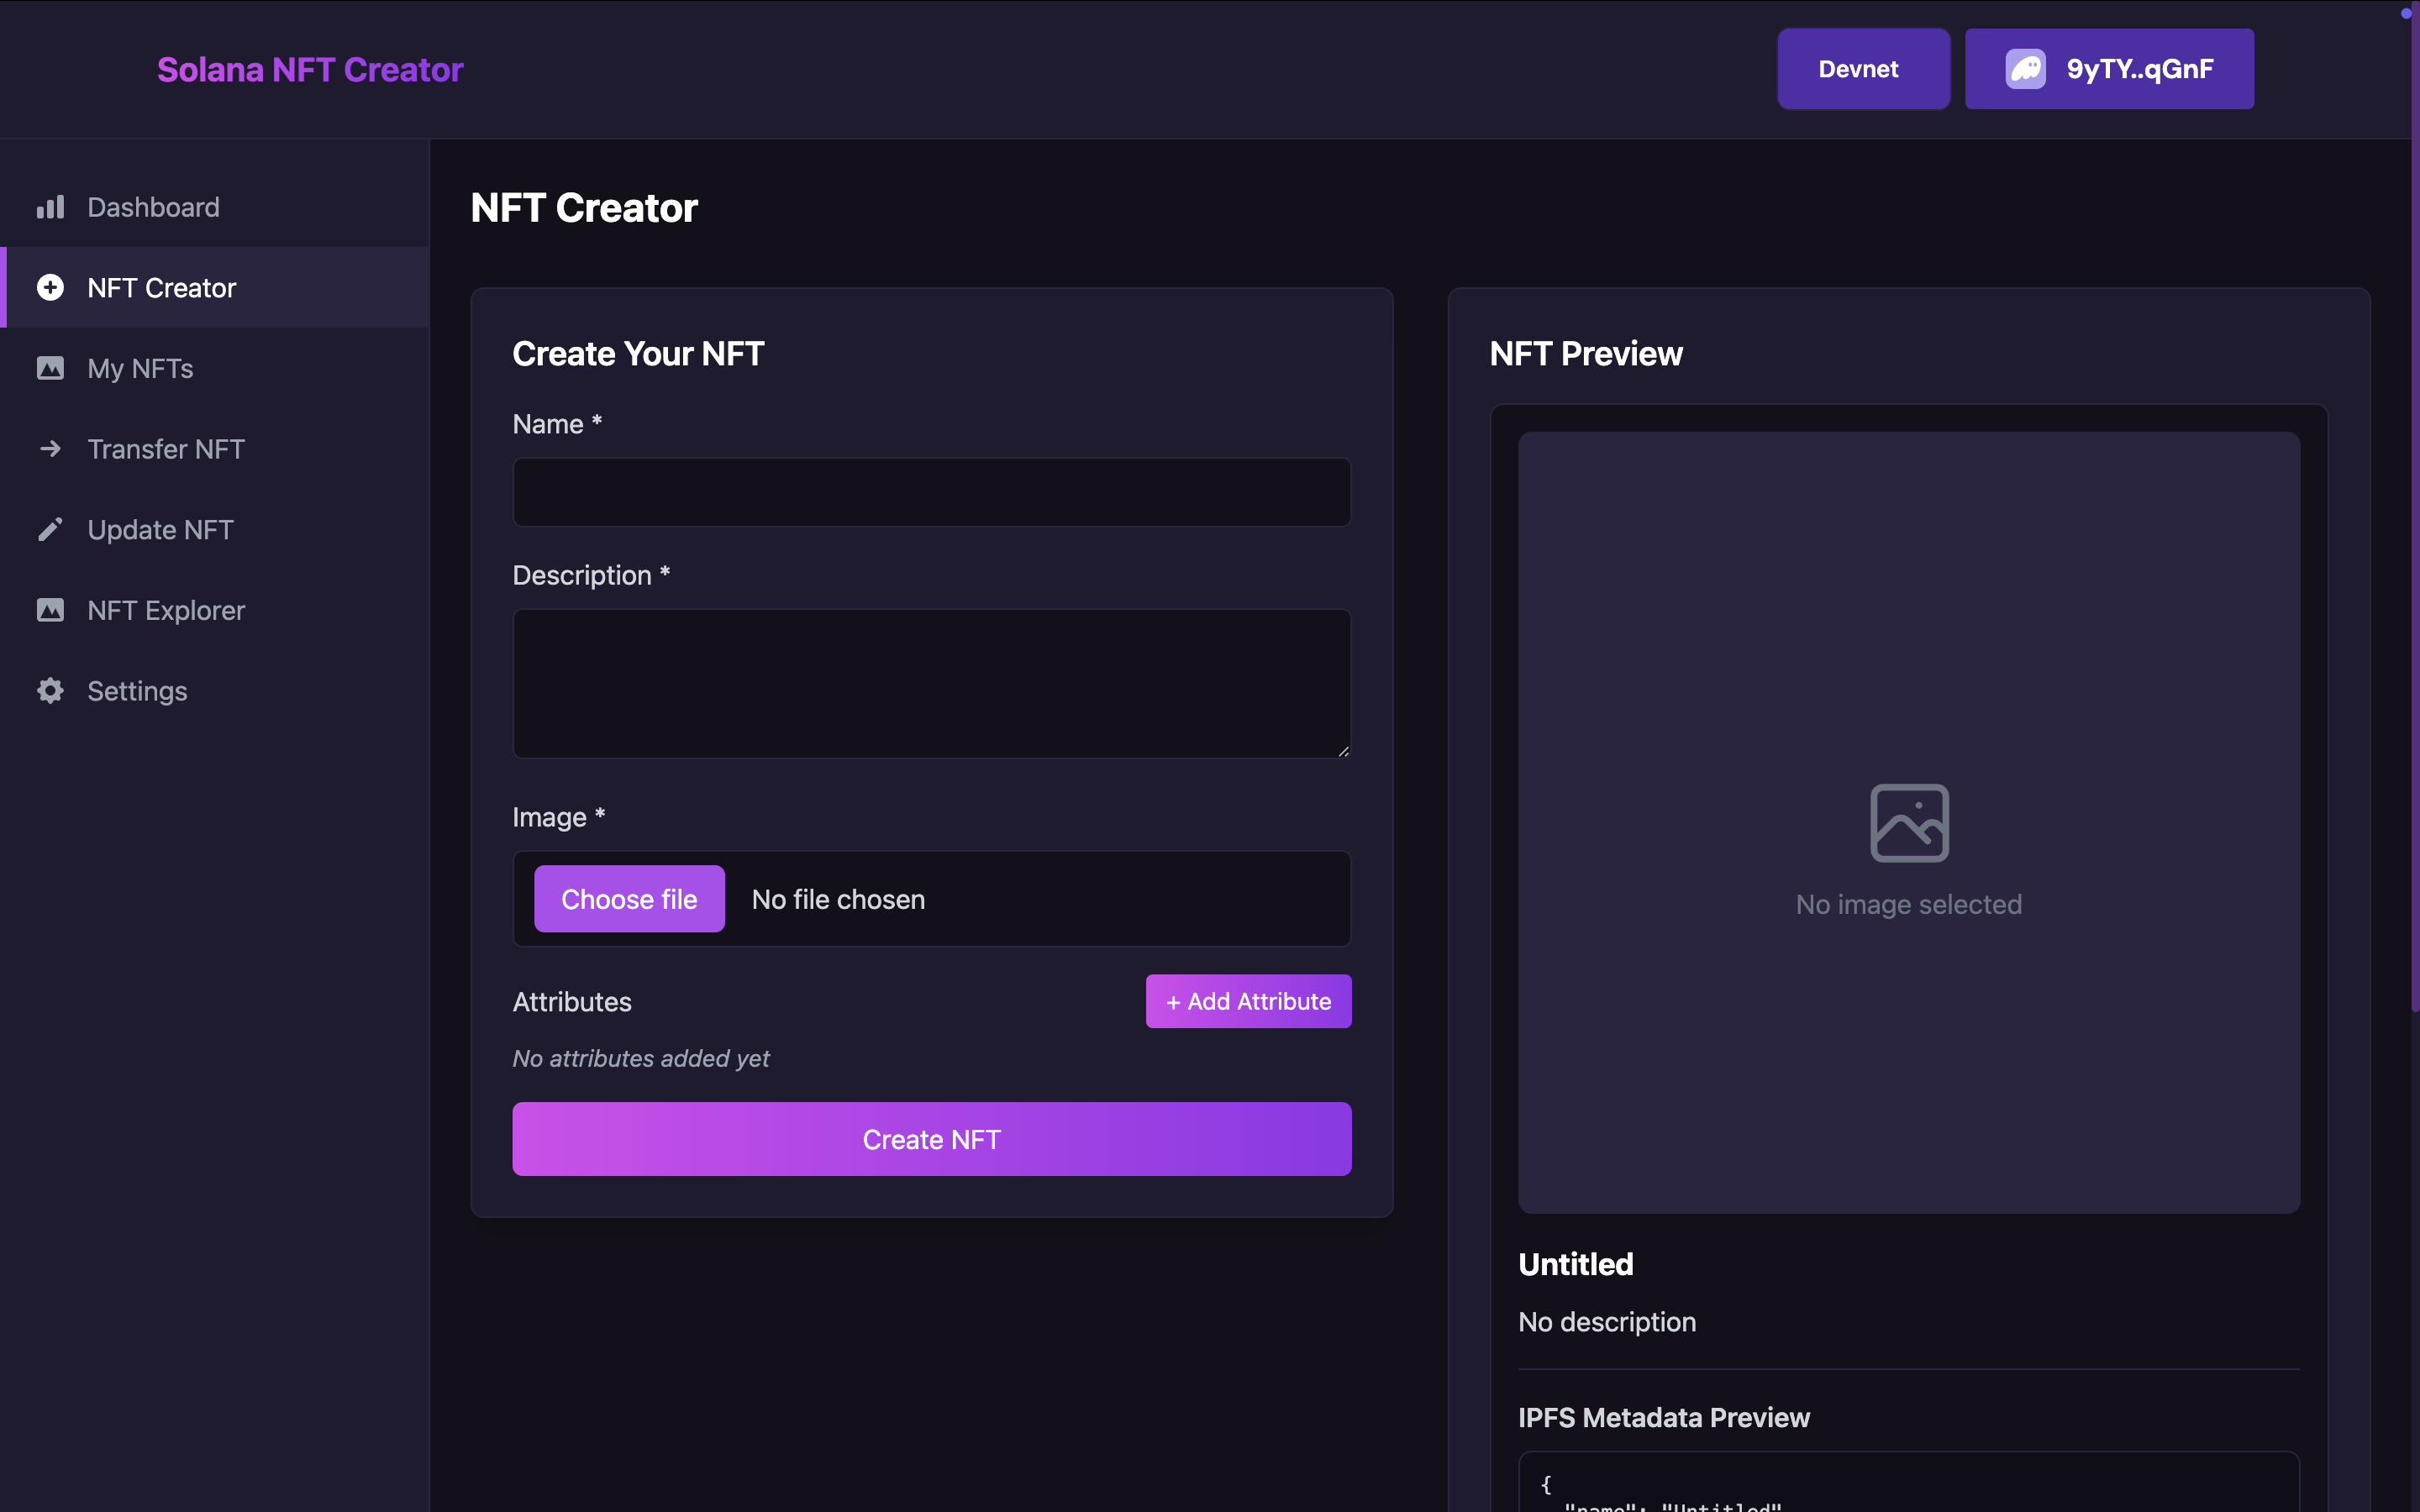 Solana NFT Creator
Devnet
9yTY..qGnF
Dashboard
NFT Creator
My NFTs
Transfer NFT
Update NFT
NFT Explorer
Settings
NFT Creator
Create Your NFT
Name *
Description *
Image *
Choose file No file chosen
Attributes
+ Add Attribute
No attributes added yet
Create NFT
NFT Preview
No image selected
Untitled
No description
IPFS Metadata Preview
{
"name": "Untitled"